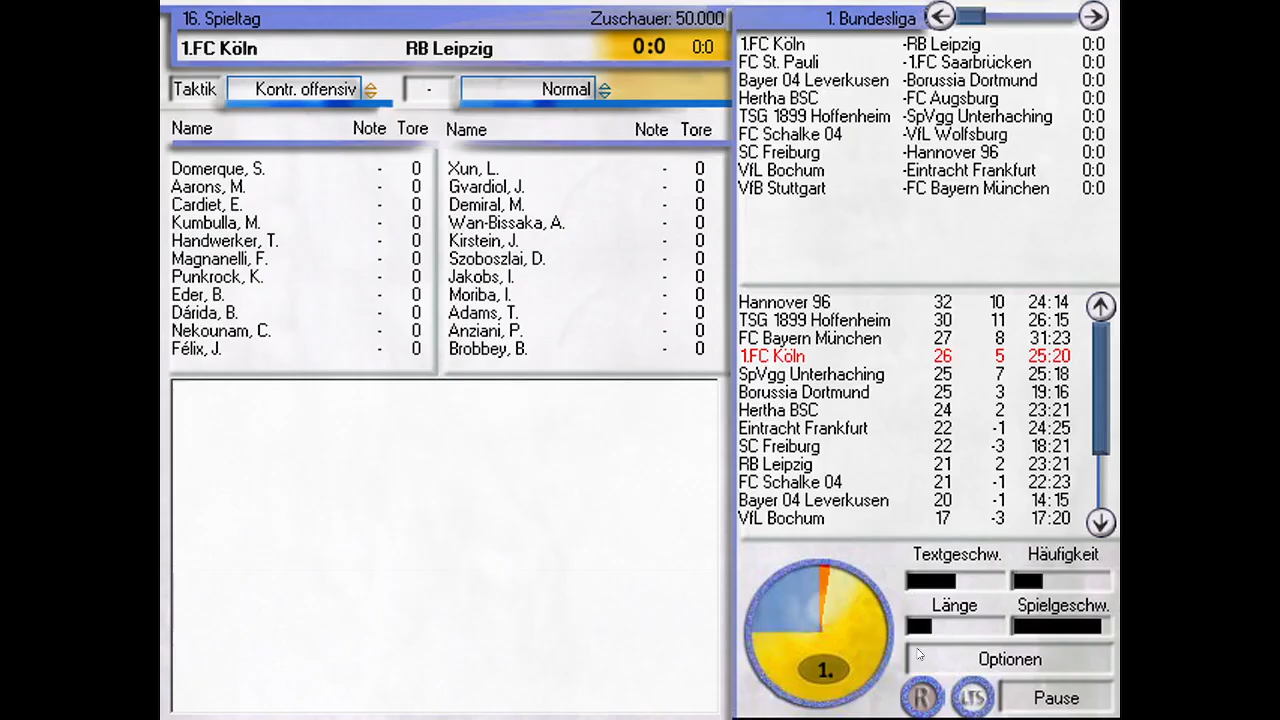 16. Spieltag Zuschauer: 50.000
1.FC Köln RB Leipzig 0:0 0:0
Taktik Kontr. offensiv - Normal
Name Note Tore Name Note Tore
Domerque, S. - 0 Xun, L. - 0
Aarons, M. - 0 Gvardiol, J. - 0
Cardiet, E. - 0 Demiral, M. - 0
Kumbulla, M. - 0 Wan-Bissaka, A. - 0
Handwerker, T. - 0 Kirstein, J. - 0
Magnanelli, F. - 0 Szoboszlai, D. - 0
Punkrock, K. - 0 Jakobs, I. - 0
Eder, B. - 0 Moriba, I. - 0
Dárida, B. - 0 Adams, T. - 0
Nekounam, C. - 0 Anziani, P. - 0
Félix, J. - 0 Brobbey, B. - 0
1. Bundesliga
1.FC Köln -RB Leipzig 0:0
FC St. Pauli -1.FC Saarbrücken 0:0
Bayer 04 Leverkusen -Borussia Dortmund 0:0
Hertha BSC -FC Augsburg 0:0
TSG 1899 Hoffenheim -SpVgg Unterhaching 0:0
FC Schalke 04 -VfL Wolfsburg 0:0
SC Freiburg -Hannover 96 0:0
VfL Bochum -Eintracht Frankfurt 0:0
VfB Stuttgart -FC Bayern München 0:0
Hannover 96 32 10 24:14
TSG 1899 Hoffenheim 30 11 26:15
FC Bayern München 27 8 31:23
1.FC Köln 26 5 25:20
SpVgg Unterhaching 25 7 25:18
Borussia Dortmund 25 3 19:16
Hertha BSC 24 2 23:21
Eintracht Frankfurt 22 -1 24:25
SC Freiburg 22 -3 18:21
RB Leipzig 21 2 23:21
FC Schalke 04 21 -1 22:23
Bayer 04 Leverkusen 20 -1 14:15
VfL Bochum 17 -3 17:20
Textgeschw. Häufigkeit
Länge Spielgeschw.
1.
Optionen
R LTS Pause